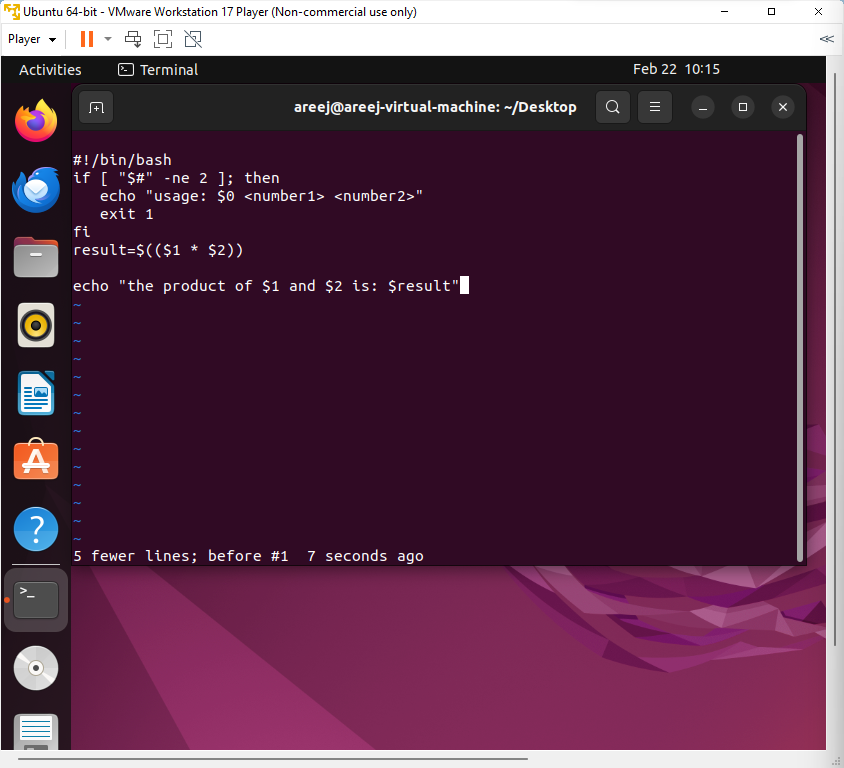 Ubuntu 64-bit - VMware Workstation 17 Player (Non-commercial use only)
Player
Activities
Terminal
Feb 22 10:15
areej@areej-virtual-machine: ~/Desktop
#!/bin/bash
if [ "$#" -ne 2 ]; then
   echo "usage: $0 <number1> <number2>"
   exit 1
fi
result=$(($1 * $2))
echo "the product of $1 and $2 is: $result"
~
~
~
~
~
~
~
~
~
~
~
~
~
~
5 fewer lines; before #1  7 seconds ago